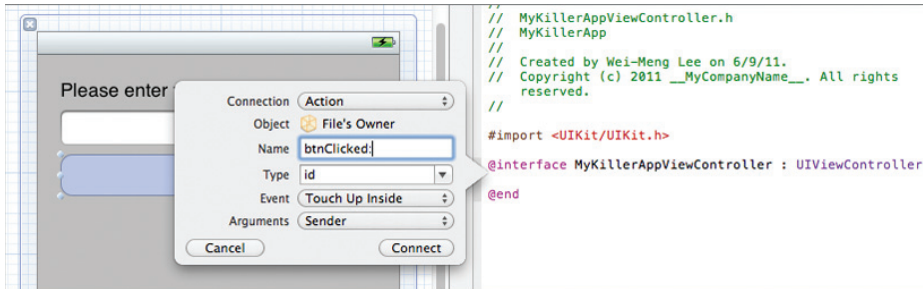 Please enter
Connection Action
Object File's Owner
Name btnClicked:
Type id
Event Touch Up Inside
Arguments Sender
Cancel Connect
//
// MyKillerAppViewController.h
// MyKillerApp
//
// Created by Wei-Meng Lee on 6/9/11.
// Copyright (c) 2011 __MyCompanyName__. All rights
reserved.
//
#import <UIKit/UIKit.h>
@interface MyKillerAppViewController : UIViewController
@end